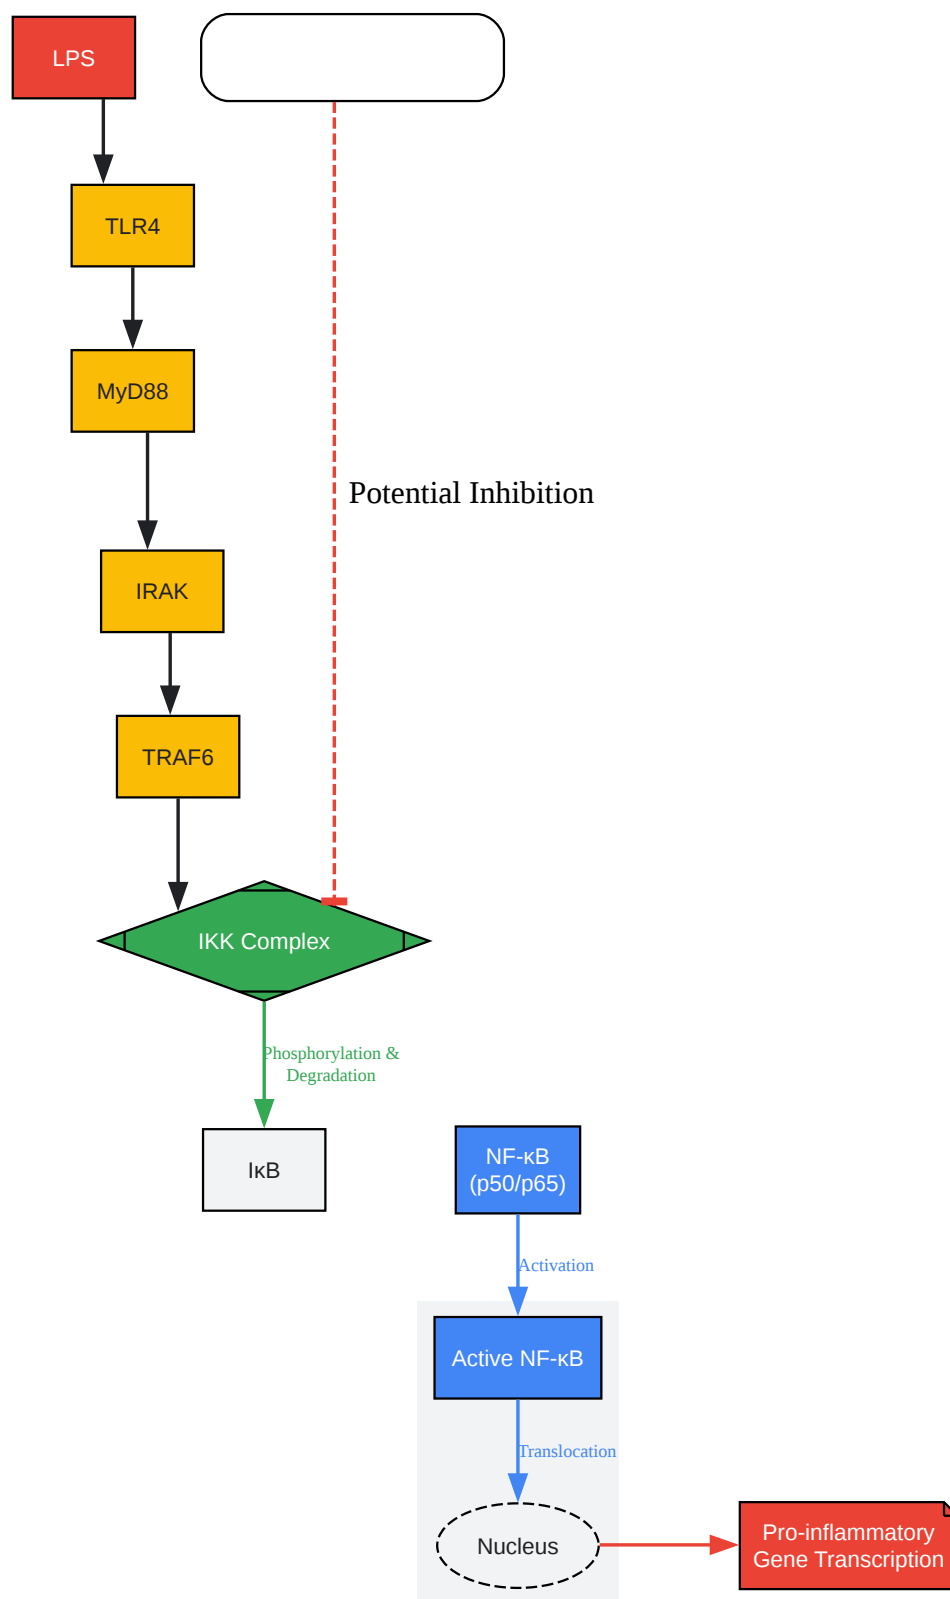 LPS
TLR4
MyD88
Potential Inhibition
IRAK
TRAF6
IKK Complex
Phosphorylation &
Degradation
IκB
NF-κB
(p50/p65)
Activation
Active NF-κB
Translocation
Nucleus
Pro-inflammatory
Gene Transcription